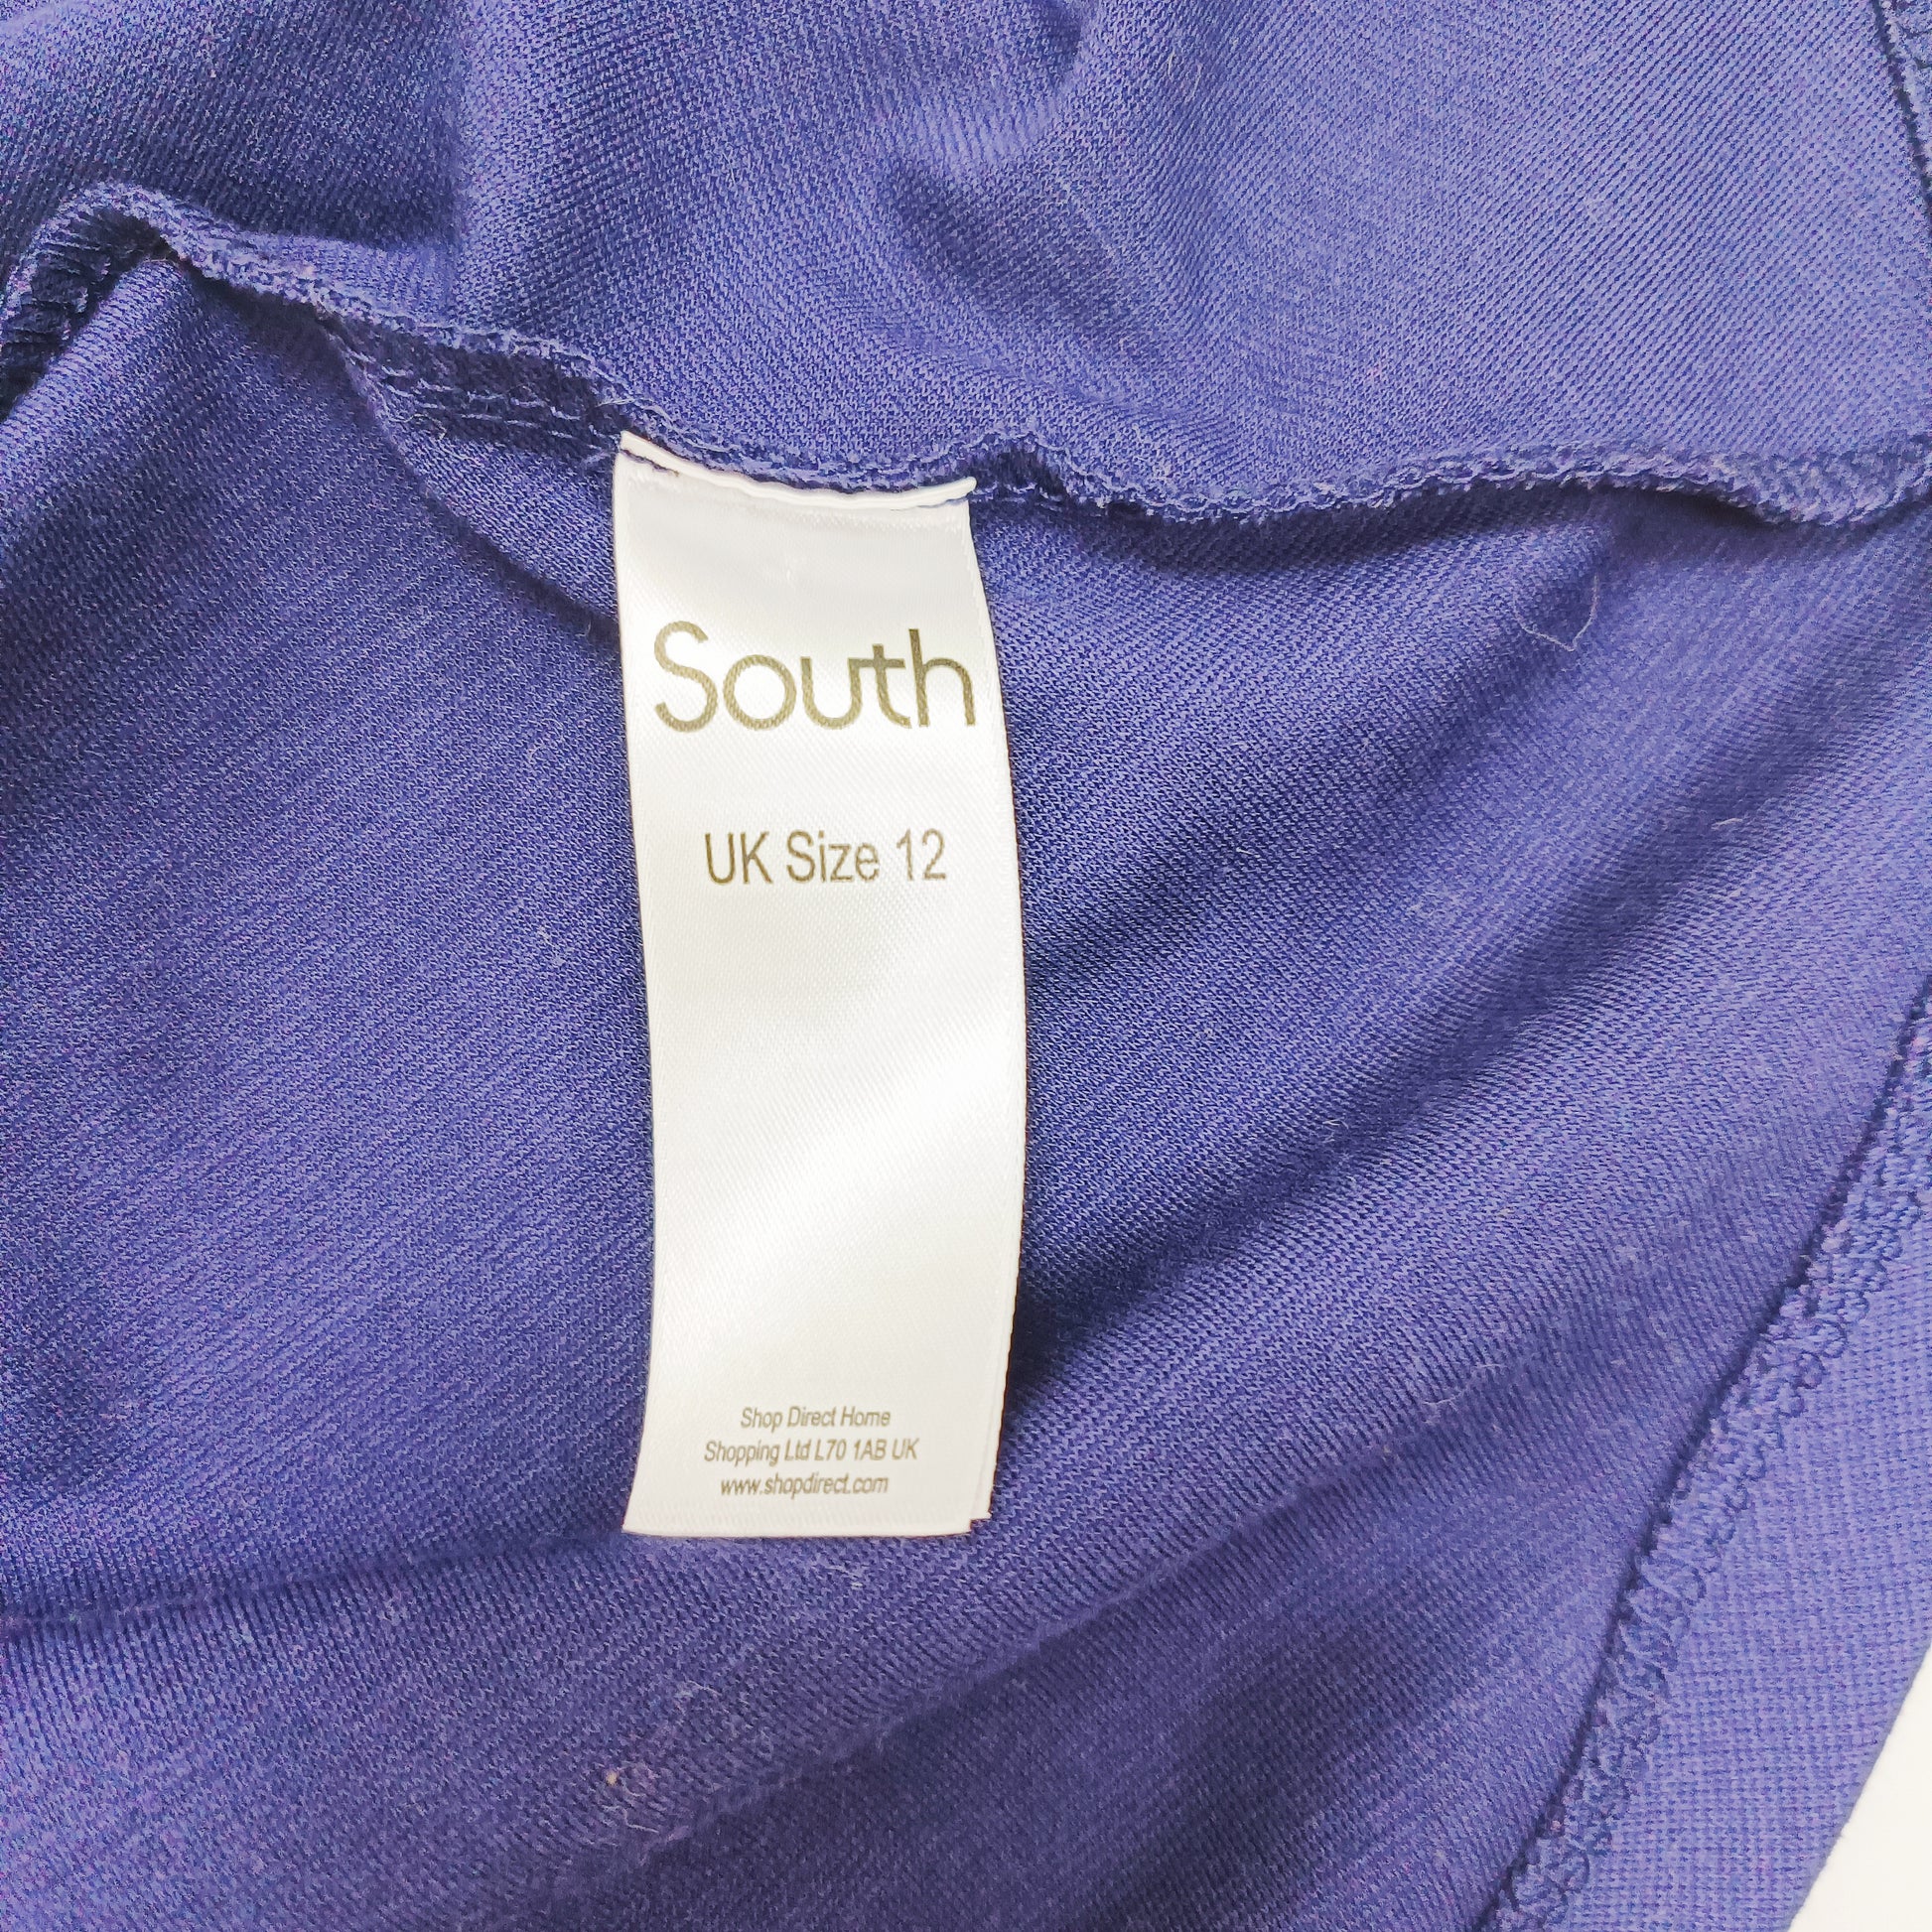 South
UK Size 12
Shop Direct Home
Shopping Ltd L70 1AB UK
www.shopdirect.com